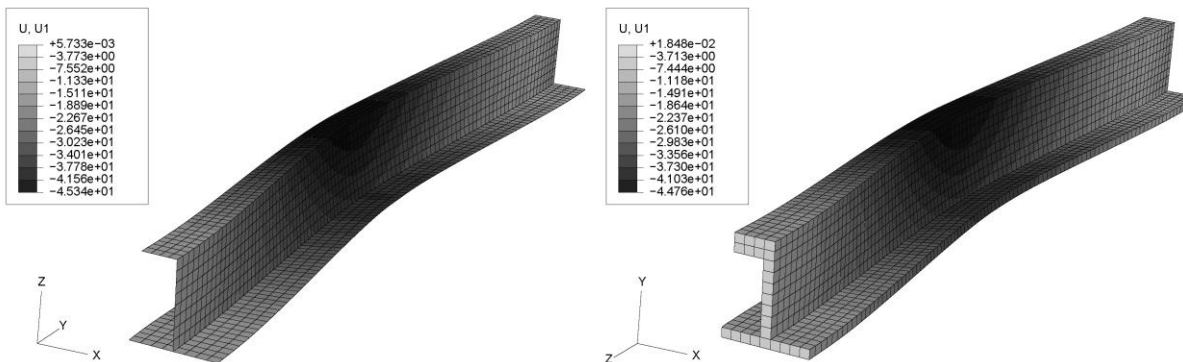 U, U1
+5.733e−03
−3.773e+00
−7.552e+00
−1.133e+01
−1.511e+01
−1.889e+01
−2.267e+01
−2.645e+01
−3.023e+01
−3.401e+01
−3.778e+01
−4.156e+01
−4.534e+01
Z
Y
X
U, U1
+1.848e−02
−3.713e+00
−7.444e+00
−1.118e+01
−1.491e+01
−1.864e+01
−2.237e+01
−2.610e+01
−2.983e+01
−3.356e+01
−3.730e+01
−4.103e+01
−4.476e+01
Y
Z
X